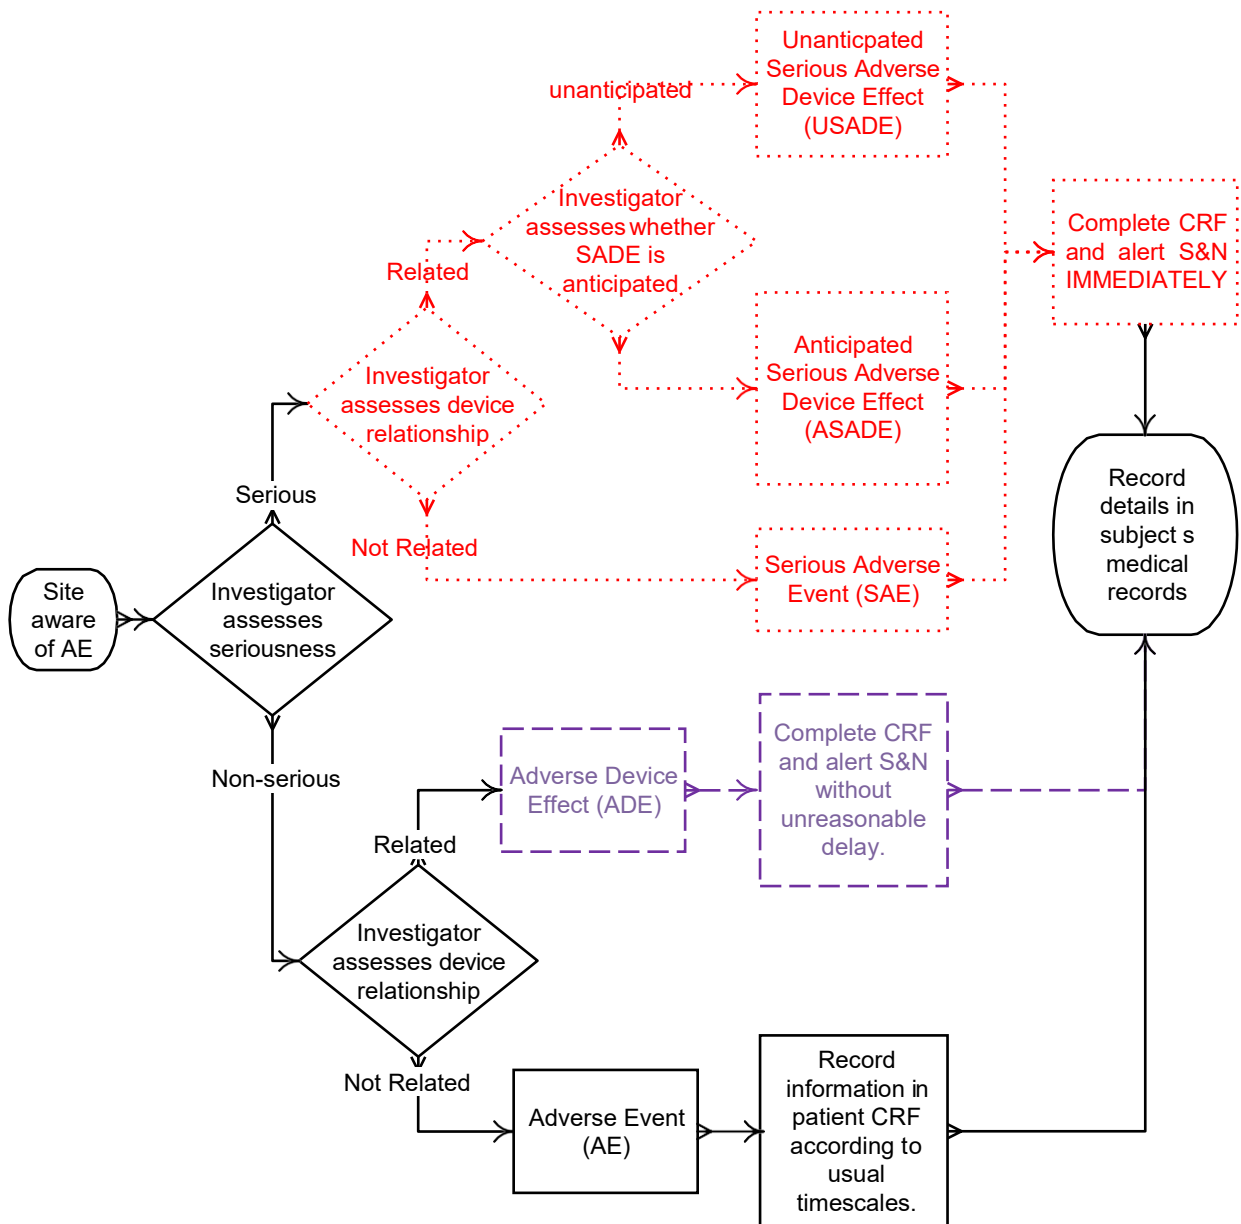 Unanticpated
Serious Adverse
Device Effect
(USADE)
unanticipated
Investigator
assesses whether
SADE is
anticipated
Complete CRF
and alert S&N
IMMEDIATELY
Related
Anticipated
Serious Adverse
Device Effect
(ASADE)
Investigator
assesses device
relationship
Serious
Not Related
Serious Adverse
Event (SAE)
Record
details in
subject s
medical
records
Site
aware
of AE
Investigator
assesses
seriousness
Non-serious
Adverse Device
Effect (ADE)
Complete CRF
and alert S&N
without
unreasonable
delay.
Related
Investigator
assesses device
relationship
Not Related
Adverse Event
(AE)
Record
information in
patient CRF
according to
usual
timescales.